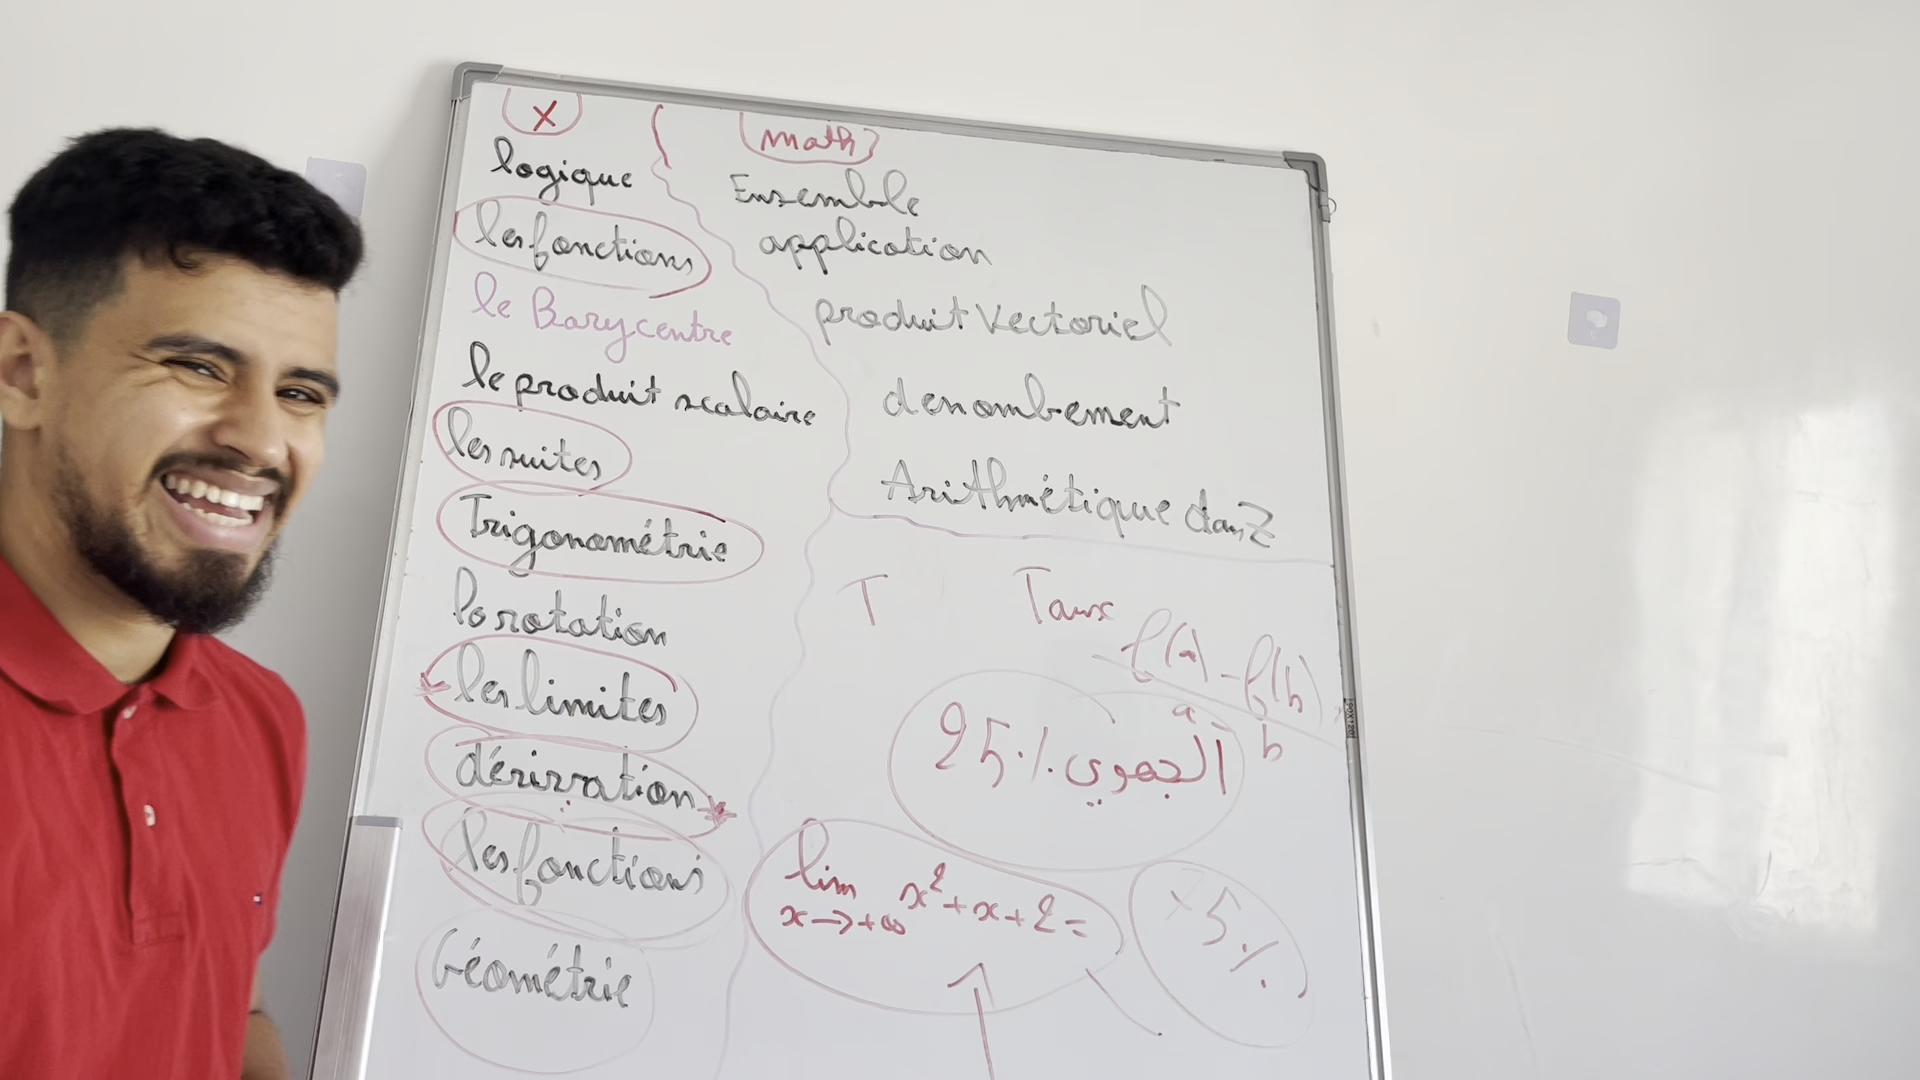 X
logique
les fonctions
le Barycentre
le produit scalaire
les suites
Trigonométrie
la rotation
les limites
dérivation
les fonctions
Géométrie
math
Ensemble
application
produit Vectoriel
denombement
Arithmétique dans Z
T
Taux
f(a) - f(b)
a - b
الجهوي 25%
lim x² + x + 2 =
x → +∞
x 5%